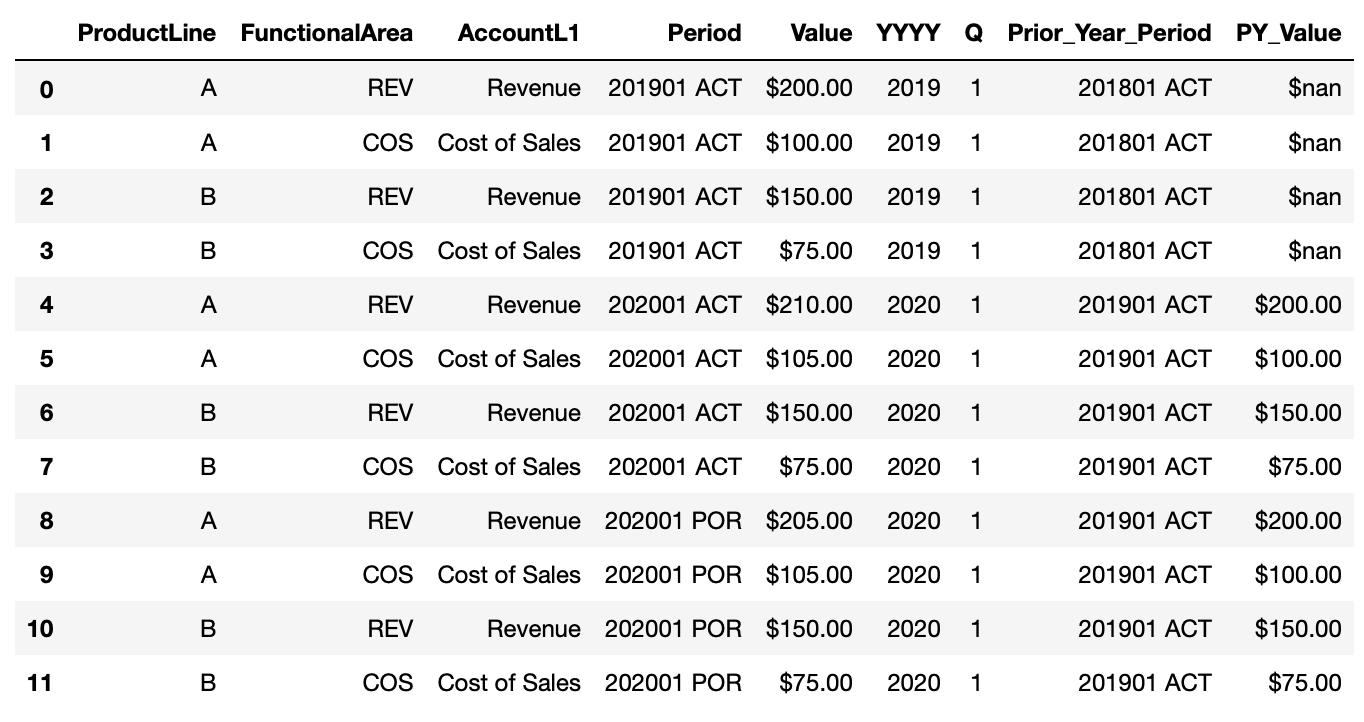 ProductLine FunctionalArea AccountL1 Period Value YYYY Q Prior_Year_Period PY_Value
0 A REV Revenue 201901 ACT $200.00 2019 1 201801 ACT $nan
1 A COS Cost of Sales 201901 ACT $100.00 2019 1 201801 ACT $nan
2 B REV Revenue 201901 ACT $150.00 2019 1 201801 ACT $nan
3 B COS Cost of Sales 201901 ACT $75.00 2019 1 201801 ACT $nan
4 A REV Revenue 202001 ACT $210.00 2020 1 201901 ACT $200.00
5 A COS Cost of Sales 202001 ACT $105.00 2020 1 201901 ACT $100.00
6 B REV Revenue 202001 ACT $150.00 2020 1 201901 ACT $150.00
7 B COS Cost of Sales 202001 ACT $75.00 2020 1 201901 ACT $75.00
8 A REV Revenue 202001 POR $205.00 2020 1 201901 ACT $200.00
9 A COS Cost of Sales 202001 POR $105.00 2020 1 201901 ACT $100.00
10 B REV Revenue 202001 POR $150.00 2020 1 201901 ACT $150.00
11 B COS Cost of Sales 202001 POR $75.00 2020 1 201901 ACT $75.00